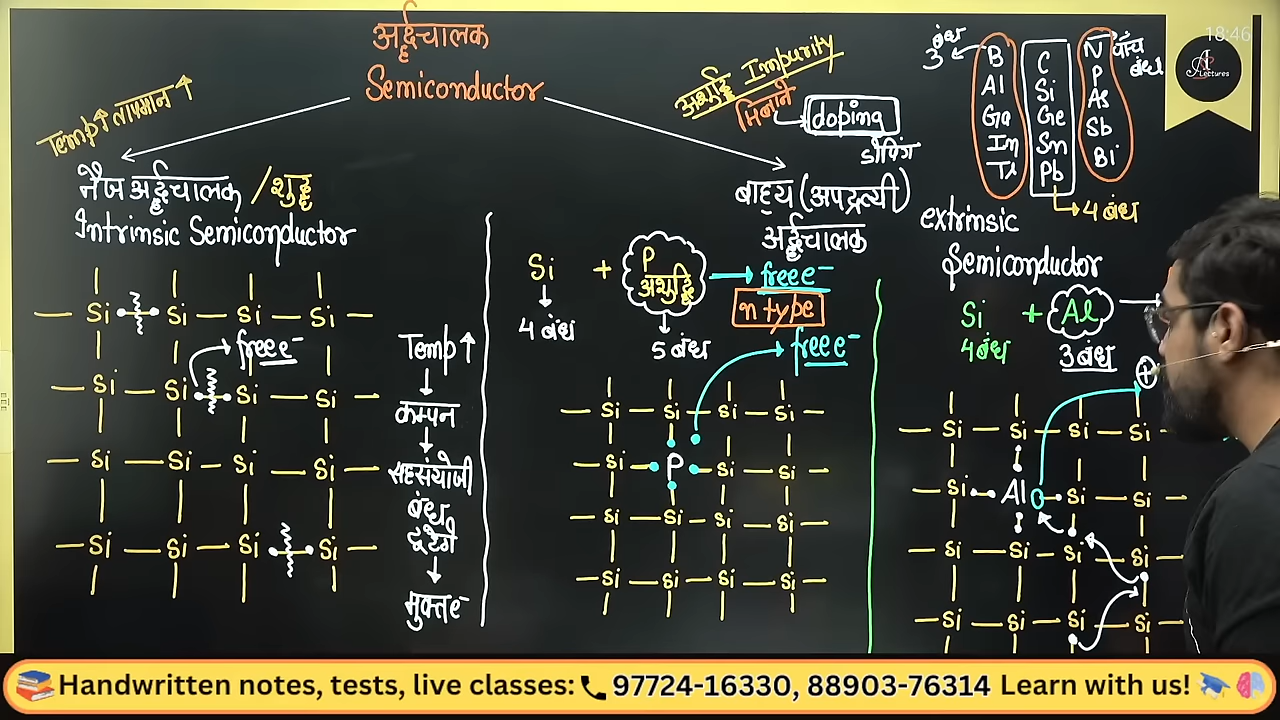 अर्द्धचालक
Semiconductor
Temp↑ तापमान ↑
नैज अर्द्धचालक / शुद्ध
Intrinsic Semiconductor
अशुद्धि Impurity
मिलाने
doping
डोपिंग
बाह्य (अपद्रव्यी)
अर्द्धचालक
extrinsic
Semiconductor
3 बंध
B
Al
Ga
In
Tl
C
Si
Ge
Sn
Pb
4 बंध
N
P
As
Sb
Bi
पाँच
बंध
18:46
Lectures
Si Si Si Si
free e⁻
Si Si Si Si
Si Si Si Si
Si Si Si Si
Temp↑
कम्पन
सहसंयोजी
बंध
टूटेंगे
मुक्त e⁻
Si + P अशुद्धि → free e⁻
n type
4 बंध
5 बंध
free e⁻
Si Si Si Si
Si P Si Si
Si Si Si Si
Si Si Si Si
Si + Al
4 बंध
3 बंध
+
Si Si Si Si
Si Al Si Si
Si Si Si Si
Si Si Si Si
Handwritten notes, tests, live classes: 97724-16330, 88903-76314 Learn with us!